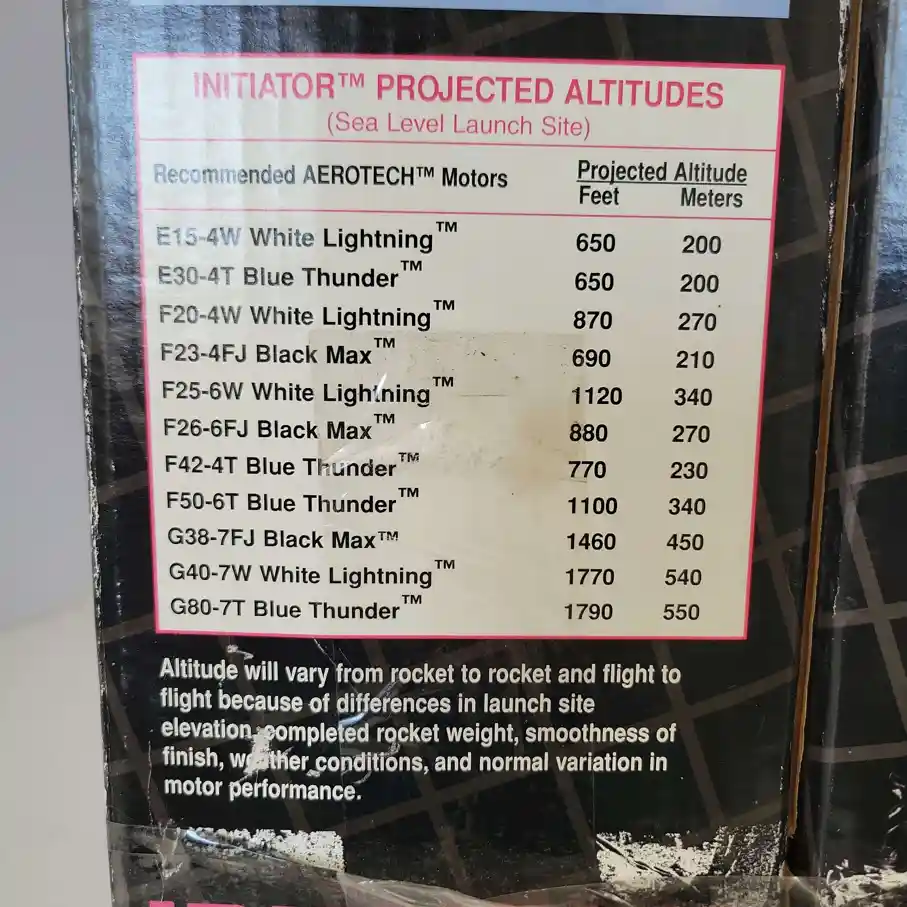 INITIATOR™ PROJECTED ALTITUDES
(Sea Level Launch Site)
Recommended AEROTECH™ Motors Projected Altitude
Feet Meters
E15-4W White Lightning™ 650 200
E30-4T Blue Thunder™ 650 200
F20-4W White Lightning™ 870 270
F23-4FJ Black Max™ 690 210
F25-6W White Lightning™ 1120 340
F26-6FJ Black Max™ 880 270
F42-4T Blue Thunder™ 770 230
F50-6T Blue Thunder™ 1100 340
G38-7FJ Black Max™ 1460 450
G40-7W White Lightning™ 1770 540
G80-7T Blue Thunder™ 1790 550
Altitude will vary from rocket to rocket and flight to
flight because of differences in launch site
elevation, completed rocket weight, smoothness of
finish, weather conditions, and normal variation in
motor performance.